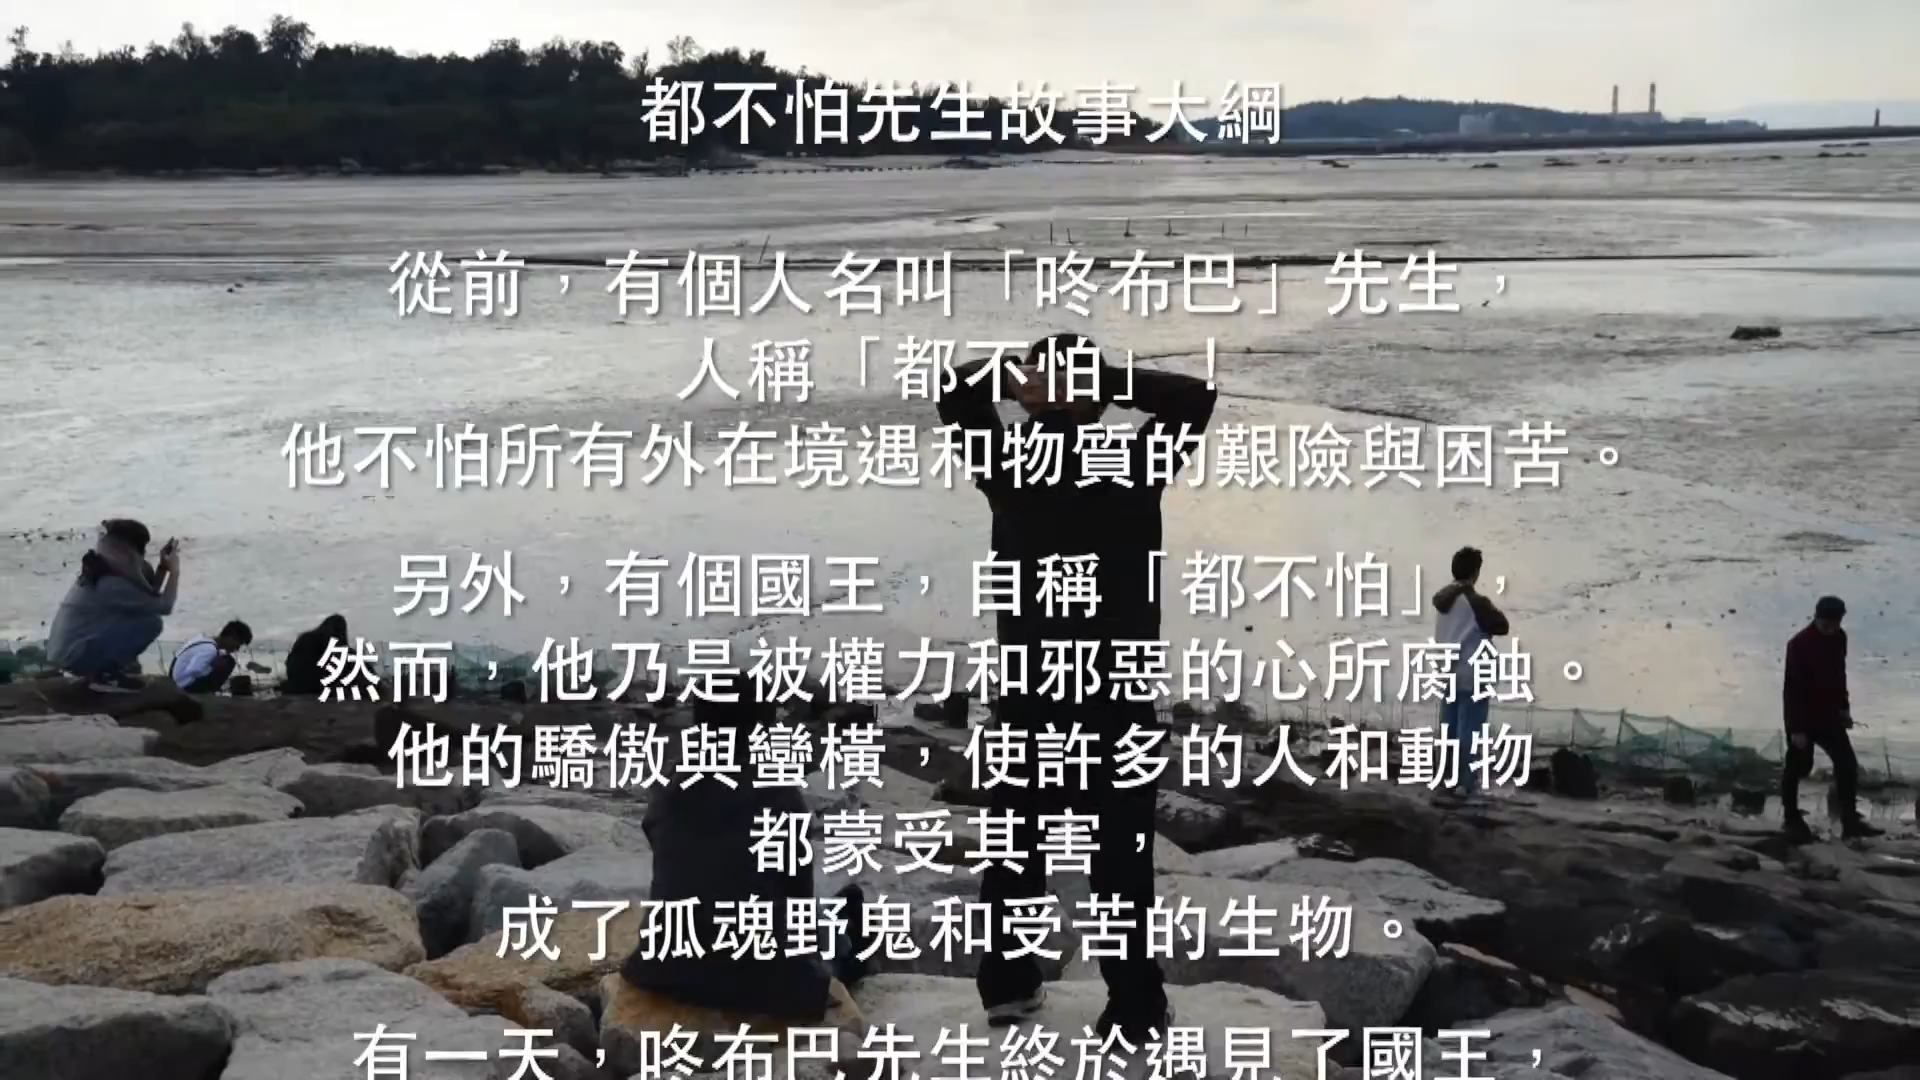 都不怕先生故事大綱
從前，有個人名叫「咚布巴」先生，
人稱「都不怕」！
他不怕所有外在境遇和物質的艱險與困苦。
另外，有個國王，自稱「都不怕」，
然而，他乃是被權力和邪惡的心所腐蝕。
他的驕傲與蠻橫，使許多的人和動物
都蒙受其害，
成了孤魂野鬼和受苦的生物。
有一天，咚布巴先生終於遇見了國王，